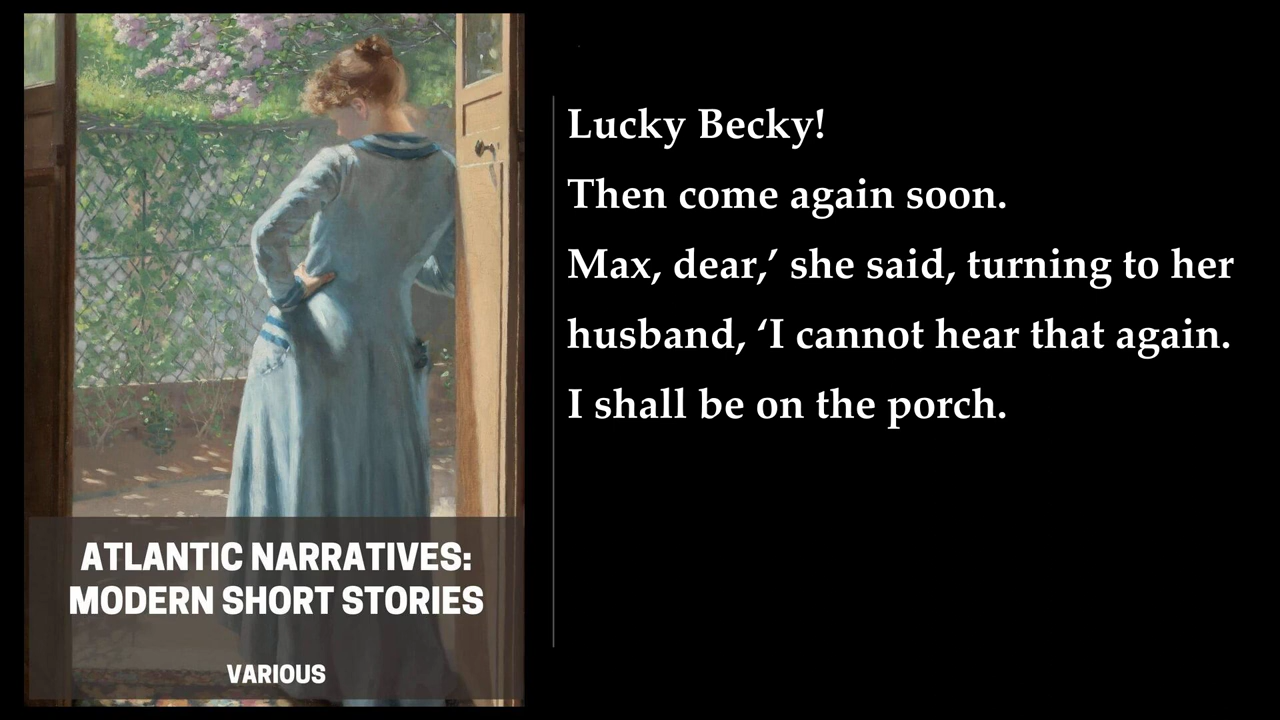 Lucky Becky!
Then come again soon.
Max, dear,’ she said, turning to her
husband, ‘I cannot hear that again.
I shall be on the porch.
ATLANTIC NARRATIVES:
MODERN SHORT STORIES
VARIOUS